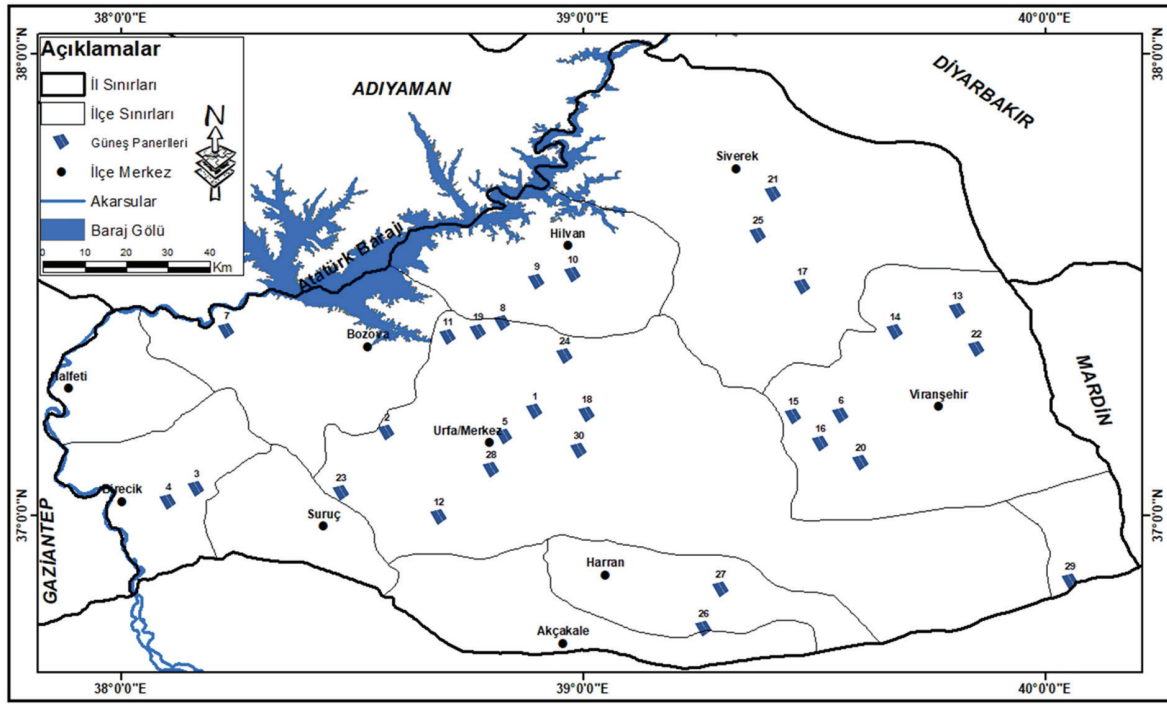 38°0'0"E 39°0'0"E 40°0'0"E
38°0'0"N
38°0'0"N
Açıklamalar
İl Sınırları
İlçe Sınırları
Güneş Panerlleri
İlçe Merkez
Akarsular
Baraj Gölü
N
0 10 20 30 40
Km
ADIYAMAN
DİYARBAKIR
Siverek
21
25
Hilvan
Atatürk Barajı
10
9
17
13
7
8
19
11
14
22
Bozova
24
Halfeti
1
18
15
6
Viranşehir
2
5
Urfa/Merkez
30
16
20
28
MARDİN
3
4
23
Birecik
12
Suruç
37°0'0"N
37°0'0"N
GAZİANTEP
Harran
27
29
26
Akçakale
38°0'0"E 39°0'0"E 40°0'0"E